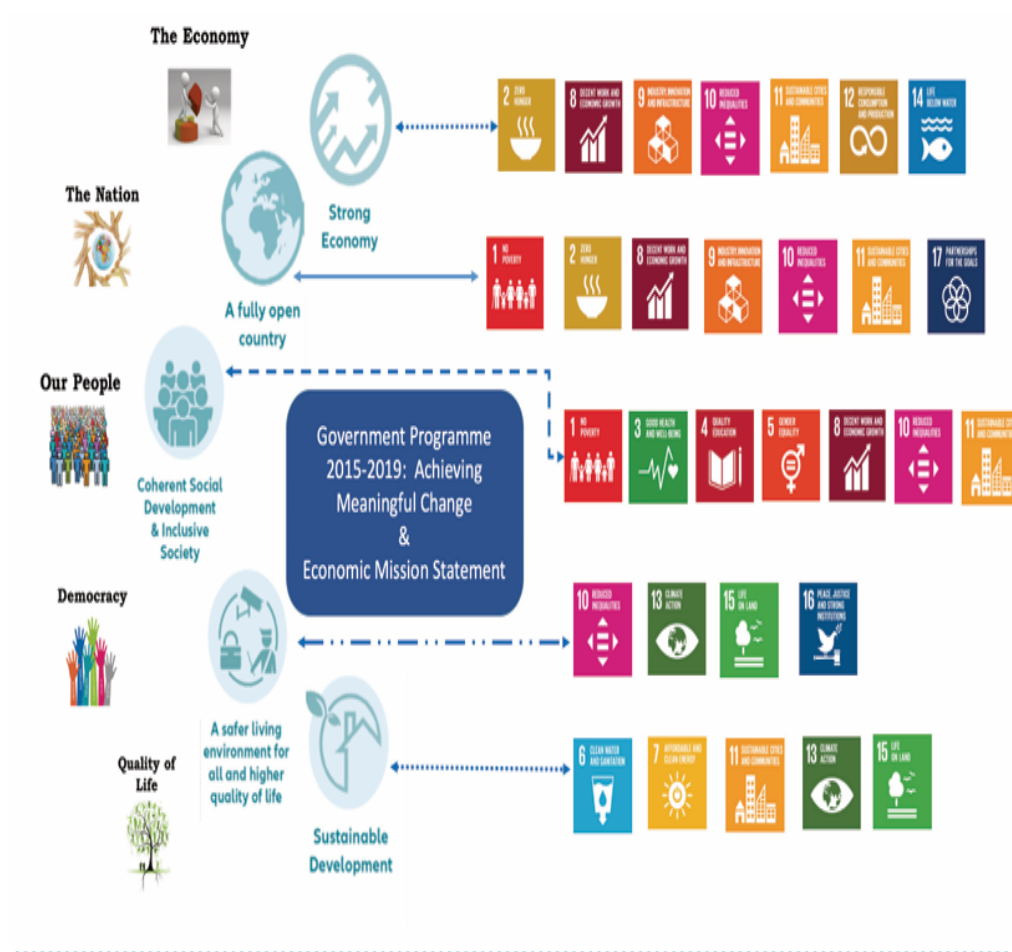 The Economy
2 ZERO
HUNGER
8 DECENT WORK AND
ECONOMIC GROWTH
9 INDUSTRY, INNOVATION
AND INFRASTRUCTURE
10 REDUCED
INEQUALITIES
11 SUSTAINABLE CITIES
AND COMMUNITIES
12 RESPONSIBLE
CONSUMPTION
AND PRODUCTION
14 LIFE
BELOW WATER
Strong
Economy
The Nation
1 NO
POVERTY
2 ZERO
HUNGER
8 DECENT WORK AND
ECONOMIC GROWTH
9 INDUSTRY, INNOVATION
AND INFRASTRUCTURE
10 REDUCED
INEQUALITIES
11 SUSTAINABLE CITIES
AND COMMUNITIES
17 PARTNERSHIPS
FOR THE GOALS
A fully open
country
Our People
1 NO
POVERTY
3 GOOD HEALTH
AND WELL-BEING
4 QUALITY
EDUCATION
5 GENDER
EQUALITY
8 DECENT WORK AND
ECONOMIC GROWTH
10 REDUCED
INEQUALITIES
11 SUSTAINABLE CIT
AND COMMUNITIES
Coherent Social
Development
& Inclusive
Society
Government Programme
2015-2019: Achieving
Meaningful Change
&
Economic Mission Statement
Democracy
10 REDUCED
INEQUALITIES
13 CLIMATE
ACTION
15 LIFE
ON LAND
16 PEACE, JUSTICE
AND STRONG
INSTITUTIONS
A safer living
environment for
all and higher
quality of life
Quality of
Life
6 CLEAN WATER
AND SANITATION
7 AFFORDABLE AND
CLEAN ENERGY
11 SUSTAINABLE CITIES
AND COMMUNITIES
13 CLIMATE
ACTION
15 LIFE
ON LAND
Sustainable
Development